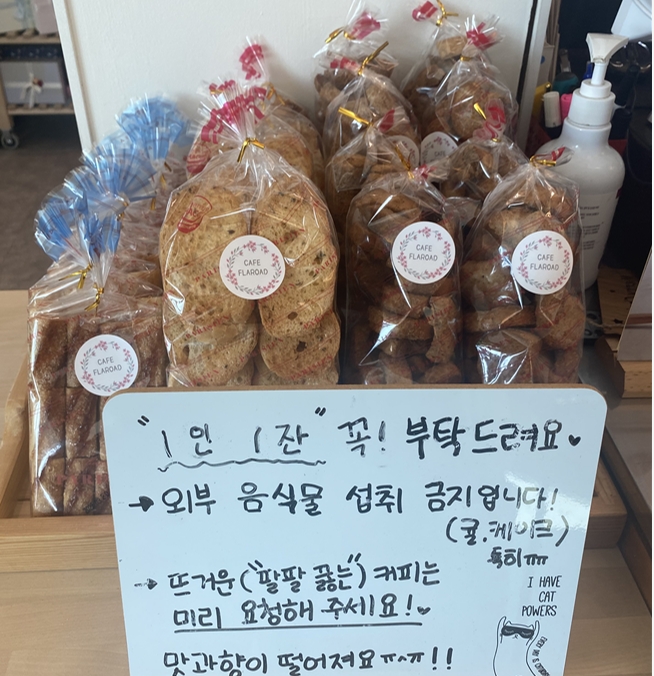 CAFE
FLAROAD
CAFE
FLAROAD
CAFE
FLAROAD
CAFE
FLAROAD
"1인 1잔" 꼭! 부탁드려요♥
→ 외부 음식물 섭취 금지입니다!
(귤,케이크)
특히ㅠㅠ
→ 뜨거운("팔팔 끓는") 커피는
미리 요청해 주세요!♥
맛과향이 떨어져요ㅠ^ㅠ!!
I HAVE
CAT
POWERS